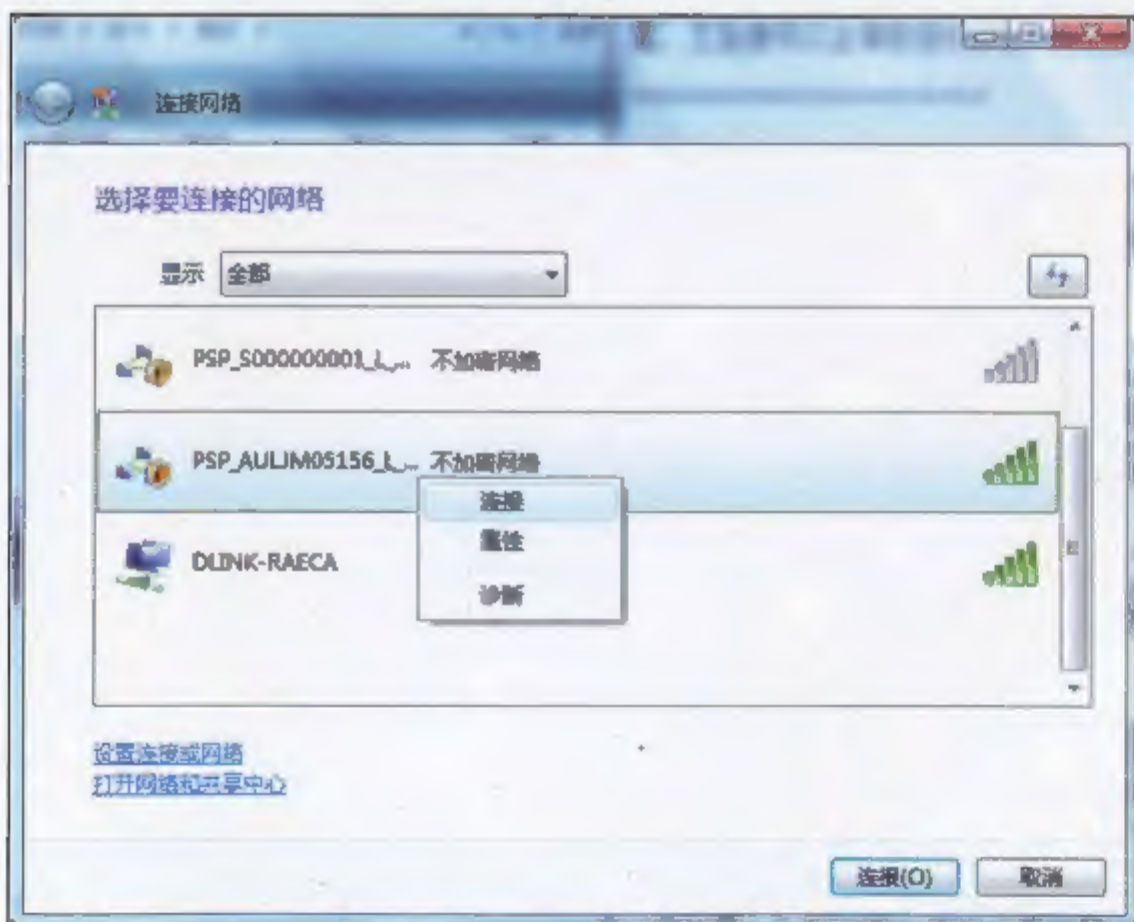 连接网络
选择要连接的网络
显示 全部
PSP_S000000001_L_... 不加密网络
PSP_AULJM05156_L_... 不加密网络
连接
属性
诊断
DLINK-RAECA
设置连接或网络
打开网络和共享中心
连接(O) 取消